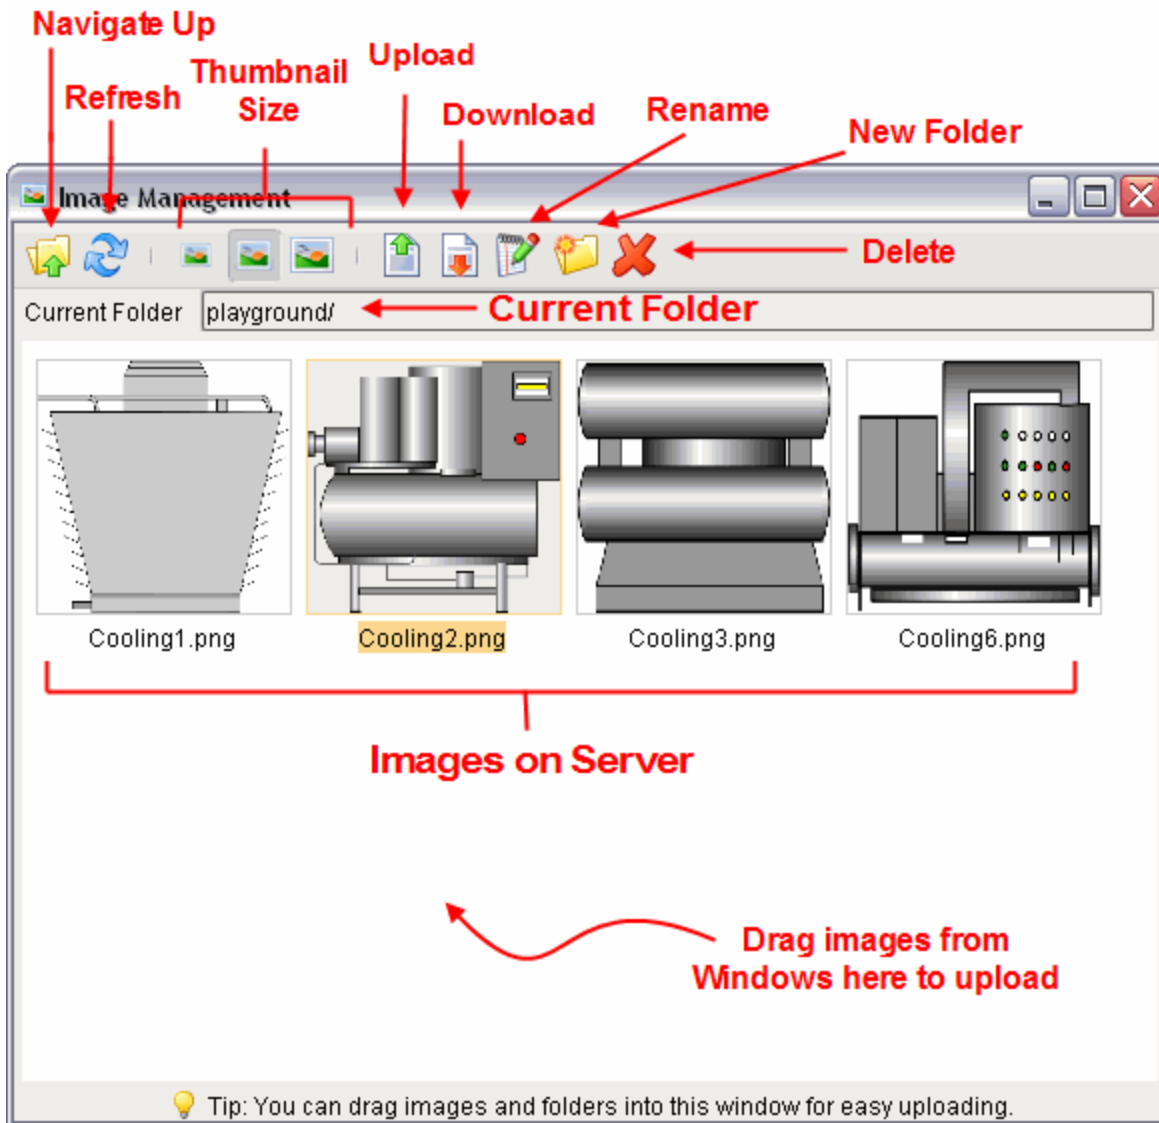 Navigate Up
Refresh
Thumbnail
Size
Upload
Download
Rename
New Folder
Image Management
Delete
Current Folder playground/ Current Folder
Cooling1.png Cooling2.png Cooling3.png Cooling6.png
Images on Server
Drag images from
Windows here to upload
Tip: You can drag images and folders into this window for easy uploading.